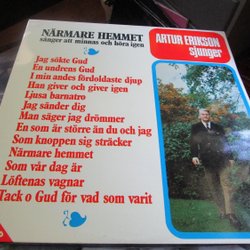 NÄRMARE HEMMET
sånger att minnas och höra igen
ARTUR ERIKSON
sjunger
Jag sökte Gud
En undrens Gud
I min andes fördoldaste djup
Han giver och giver igen
Ljusa barnatro
Jag sänder dig
Man säger jag drömmer
En som är större än du och jag
Som knoppen sig sträcker
Närmare hemmet
Som vår dag är
Löftenas vagnar
Tack o Gud för vad som varit